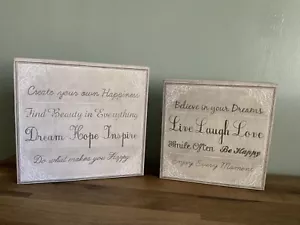 Create your own Happiness
Find Beauty in Everything
Dream Hope Inspire
Do what makes you Happy
Believe in your Dreams
Live Laugh Love
Smile Often Be Happy
Enjoy Every Moment